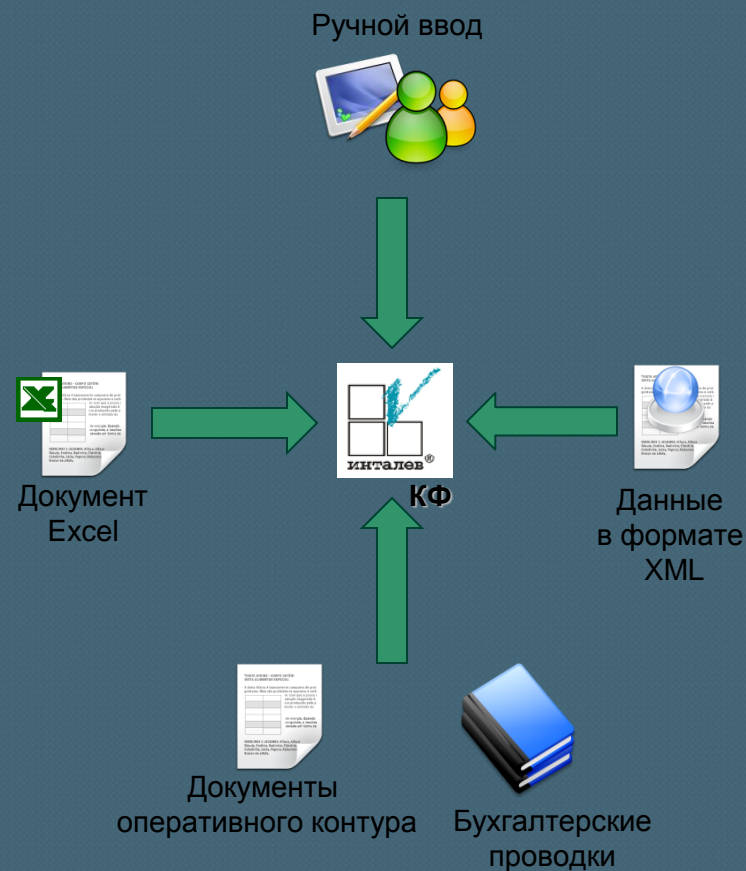 Ручной ввод
инталев®
КФ
Документ
Excel
Данные
в формате
XML
Документы
оперативного контура
Бухгалтерские
проводки